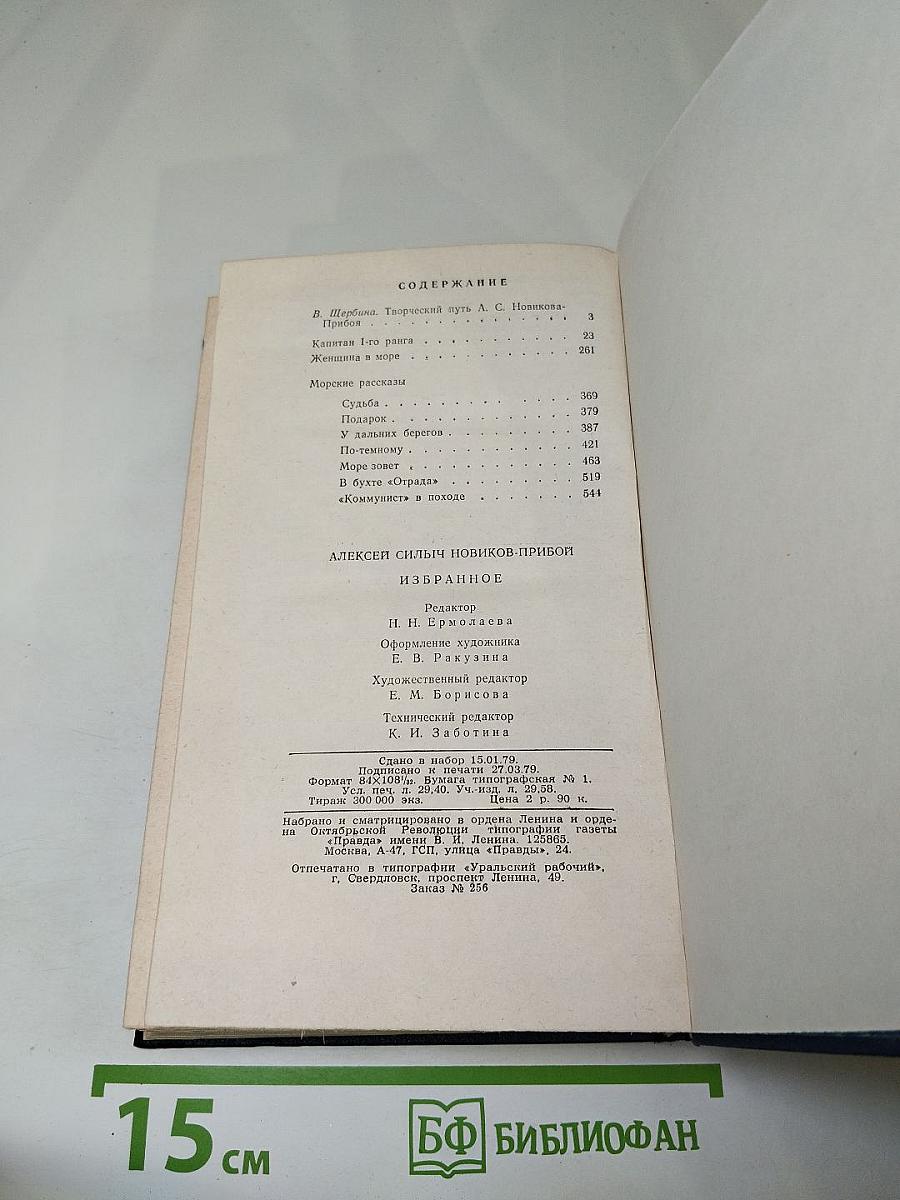 СОДЕРЖАНИЕ
В. Щербина. Творческий путь А. С. Новикова-
Прибоя . . . . . . . . . . . . . . 3
Капитан I-го ранга . . . . . . . . . . . 23
Женщина в море . . . . . . . . . . . . 261
Морские рассказы
Судьба . . . . . . . . . . . . . 369
Подарок . . . . . . . . . . . . . 379
У дальних берегов . . . . . . . . . 387
По-темному . . . . . . . . . . . . 421
Море зовет . . . . . . . . . . . . 463
В бухте «Отрада» . . . . . . . . . . 519
«Коммунист» в походе . . . . . . . 544
АЛЕКСЕЙ СИЛЫЧ НОВИКОВ-ПРИБОЙ
ИЗБРАННОЕ
Редактор
Н. Н. Ермолаева
Оформление художника
Е. В. Ракузина
Художественный редактор
Е. М. Борисова
Технический редактор
К. И. Заботина
Сдано в набор 15.01.79.
Подписано к печати 27.03.79.
Формат 84×108¹/₃₂. Бумага типографская № 1.
Усл. печ. л. 29,40. Уч.-изд. л. 29,58.
Тираж 300 000 экз. Цена 2 р. 90 к.
Набрано и сматрицировано в ордена Ленина и орде-
на Октябрьской Революции типографии газеты
«Правда» имени В. И. Ленина. 125865.
Москва, А-47, ГСП, улица «Правды», 24.
Отпечатано в типографии «Уральский рабочий»,
г. Свердловск, проспект Ленина, 49.
Заказ № 256
15 см
БФ БИБЛИОФАН